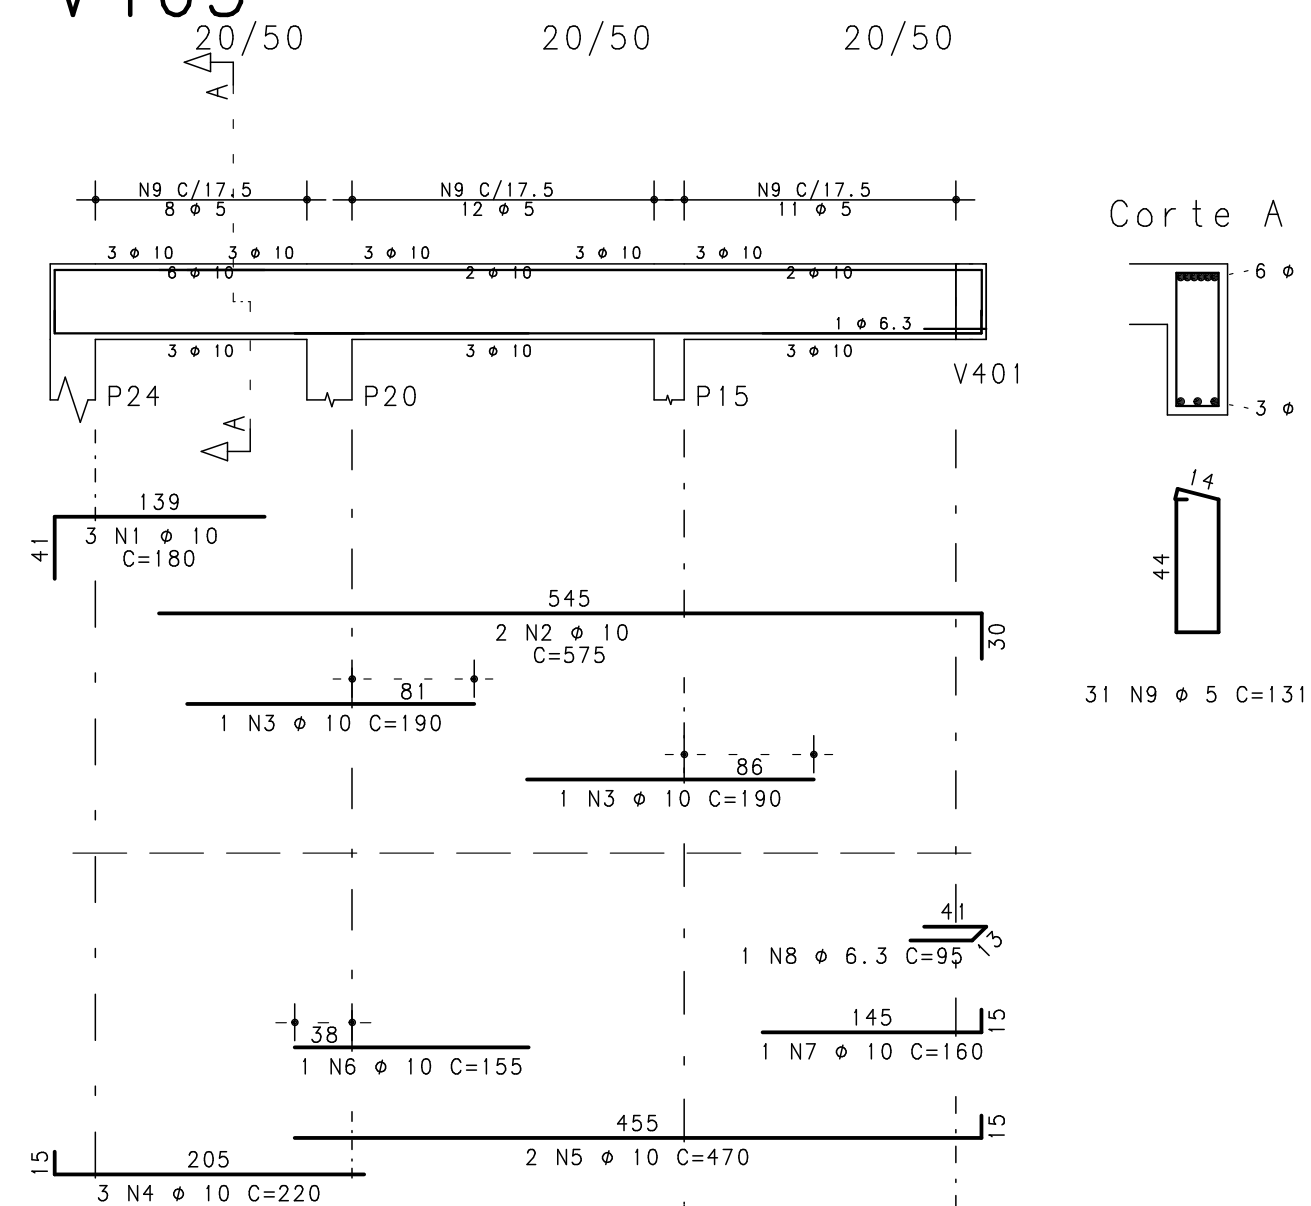 20/50 20/50 20/50
A
N9 C/17.5 N9 C/17.5 N9 C/17.5
8 ø 5 12 ø 5 11 ø 5
Corte A
3 ø 10 3 ø 10 3 ø 10 3 ø 10 3 ø 10
6 ø 10 2 ø 10 2 ø 10
6 ø
1 ø 6.3
3 ø 10 3 ø 10 3 ø 10
V401
P24 P20 P15
3 ø
A
14
139
41
3 N1 ø 10
C=180
44
545
2 N2 ø 10
C=575
30
81
1 N3 ø 10 C=190
31 N9 ø 5 C=131
86
1 N3 ø 10 C=190
41
13
1 N8 ø 6.3 C=95
145
15
1 N7 ø 10 C=160
38
1 N6 ø 10 C=155
455
15
2 N5 ø 10 C=470
15
205
3 N4 ø 10 C=220